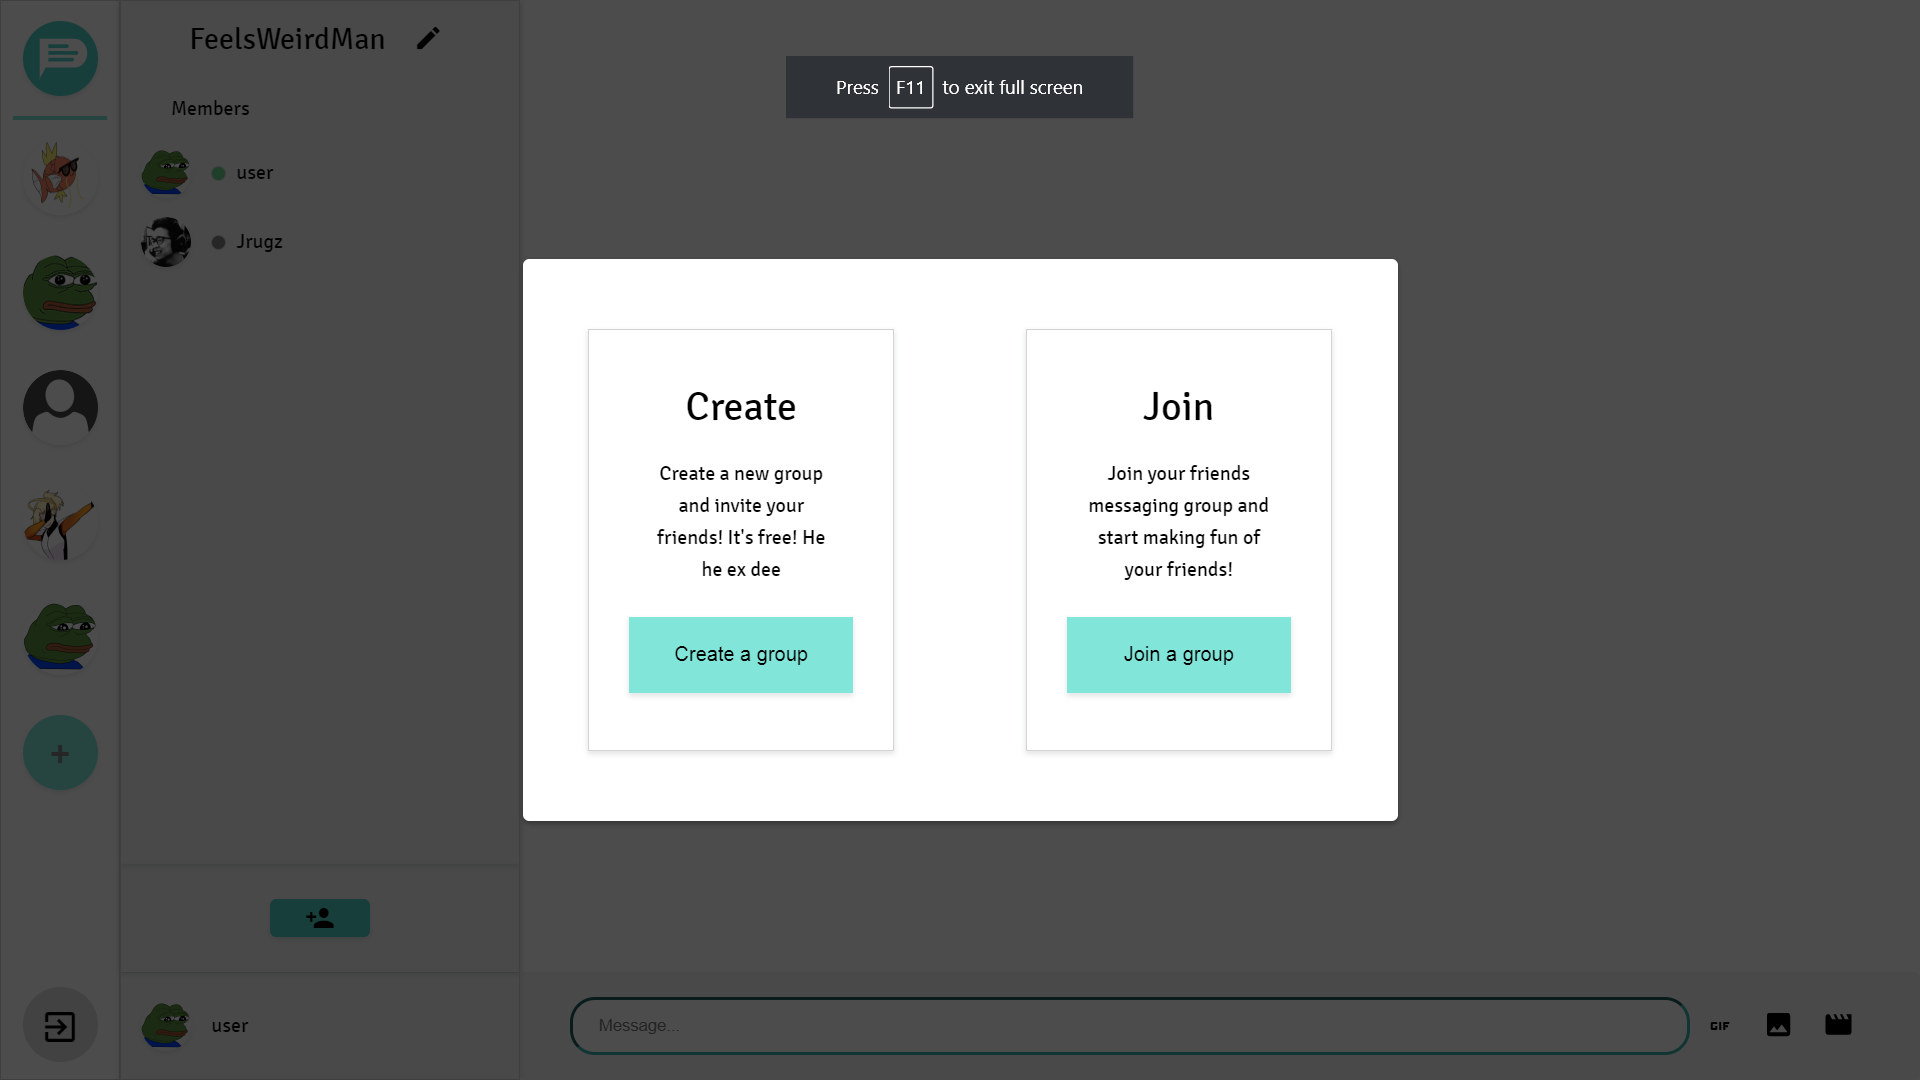 FeelsWeirdMan
Members
user
Jrugz
Press F11 to exit full screen
Create
Create a new group
and invite your
friends! It's free! He
he ex dee
Create a group
Join
Join your friends
messaging group and
start making fun of
your friends!
Join a group
+
user
Message...
GIF